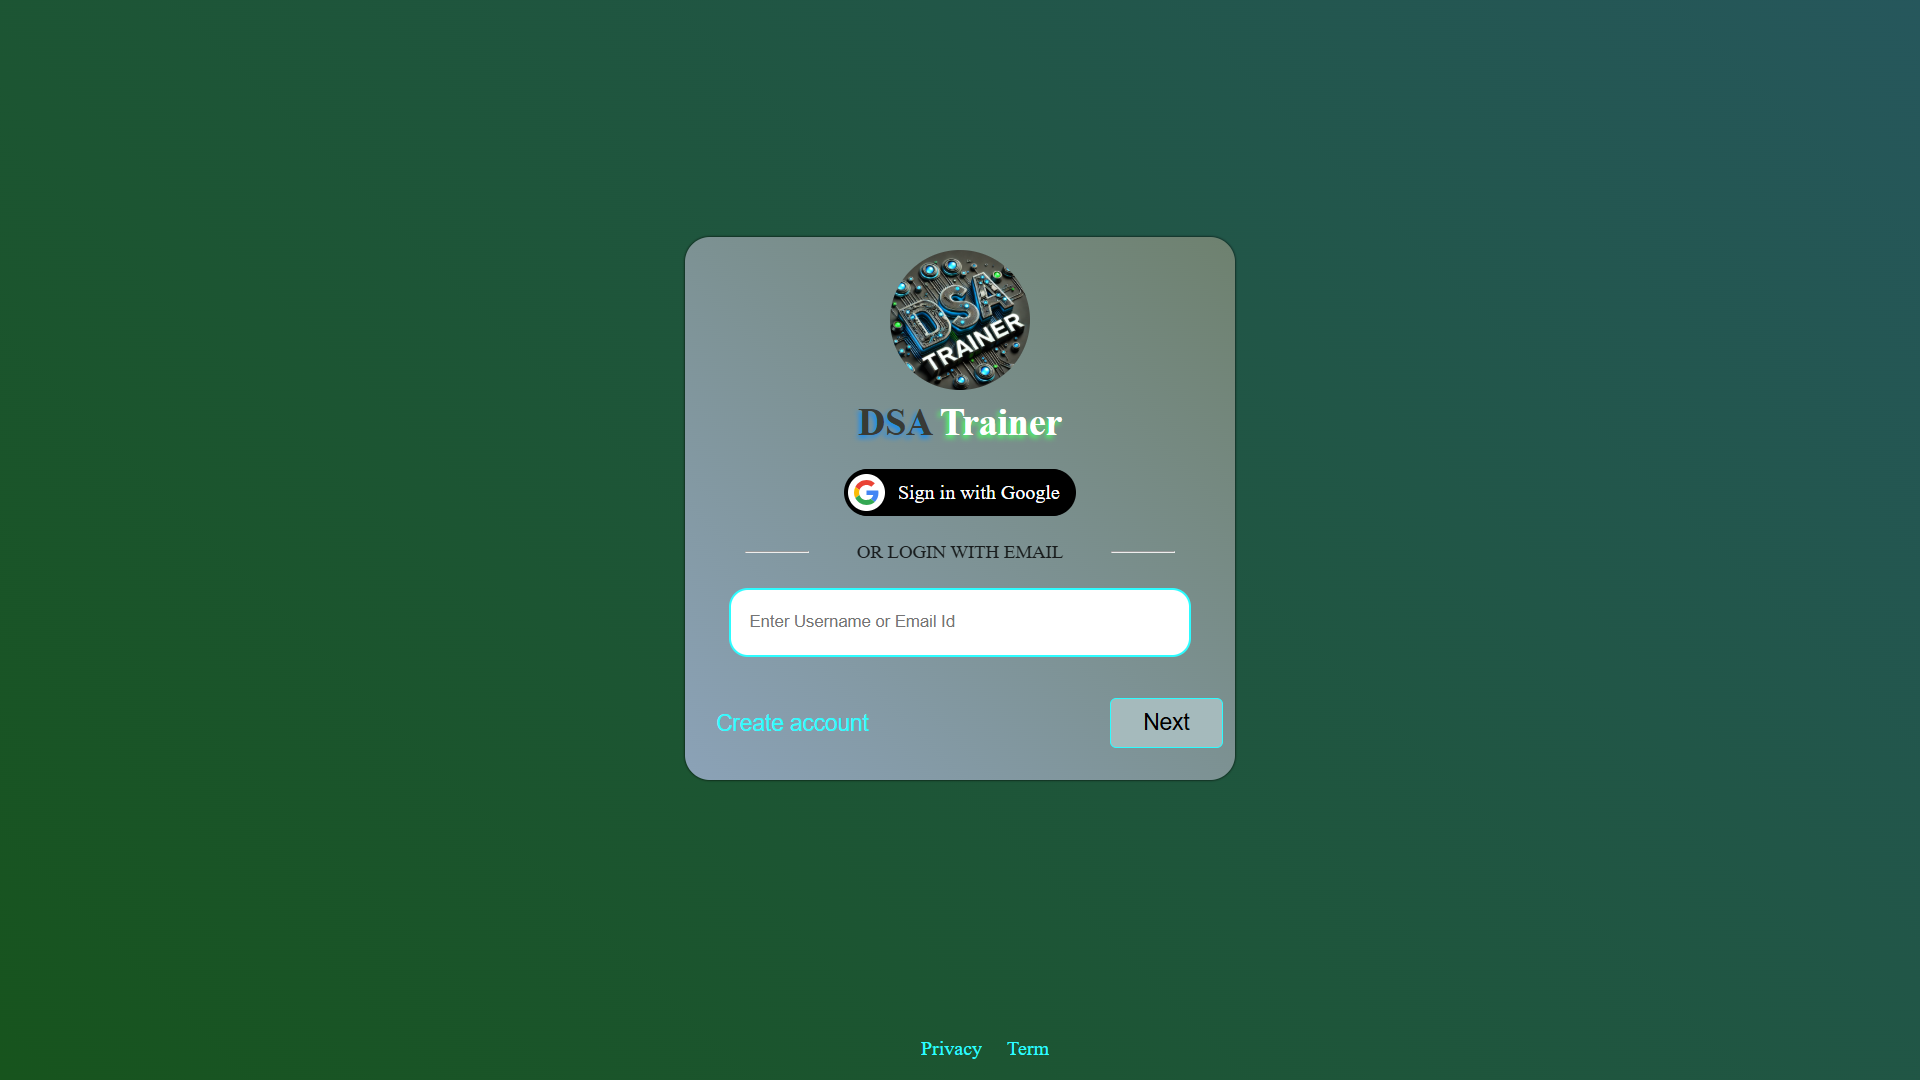 DSA
TRAINER
DSA Trainer
Sign in with Google
OR LOGIN WITH EMAIL
Enter Username or Email Id
Create account
Next
Privacy Term